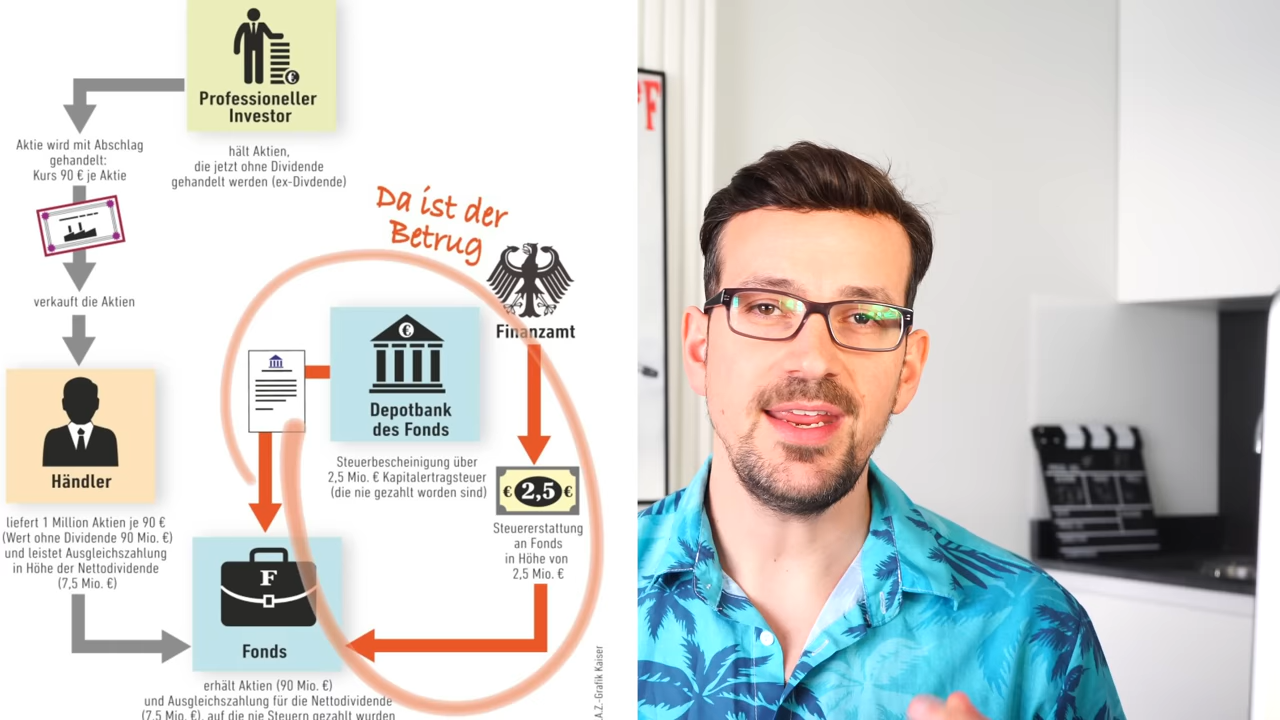 Professioneller
Investor
hält Aktien,
die jetzt ohne Dividende
gehandelt werden (ex-Divdende)
Aktie wird mit Abschlag
gehandelt:
Kurs 90 € je Aktie
verkauft die Aktien
Händler
liefert 1 Million Aktien je 90 €
(Wert ohne Dividende 90 Mio. €)
und leistet Ausgleichszahlung
in Höhe der Nettodividende
(7,5 Mio. €)
Da ist der
Betrug
Finanzamt
€
Depotbank
des Fonds
Steuerbescheinigung über
2,5 Mio. € Kapitalertragsteuer
(die nie gezahlt worden sind)
€ 2,5 €
Steuererstattung
an Fonds
in Höhe von
2,5 Mio. €
F
Fonds
erhält Aktien (90 Mio. €)
und Ausgleichszahlung für die Nettodividende
(7,5 Mio. €), auf die nie Steuern gezahlt wurden
.A.Z.-Grafik Kaiser
F